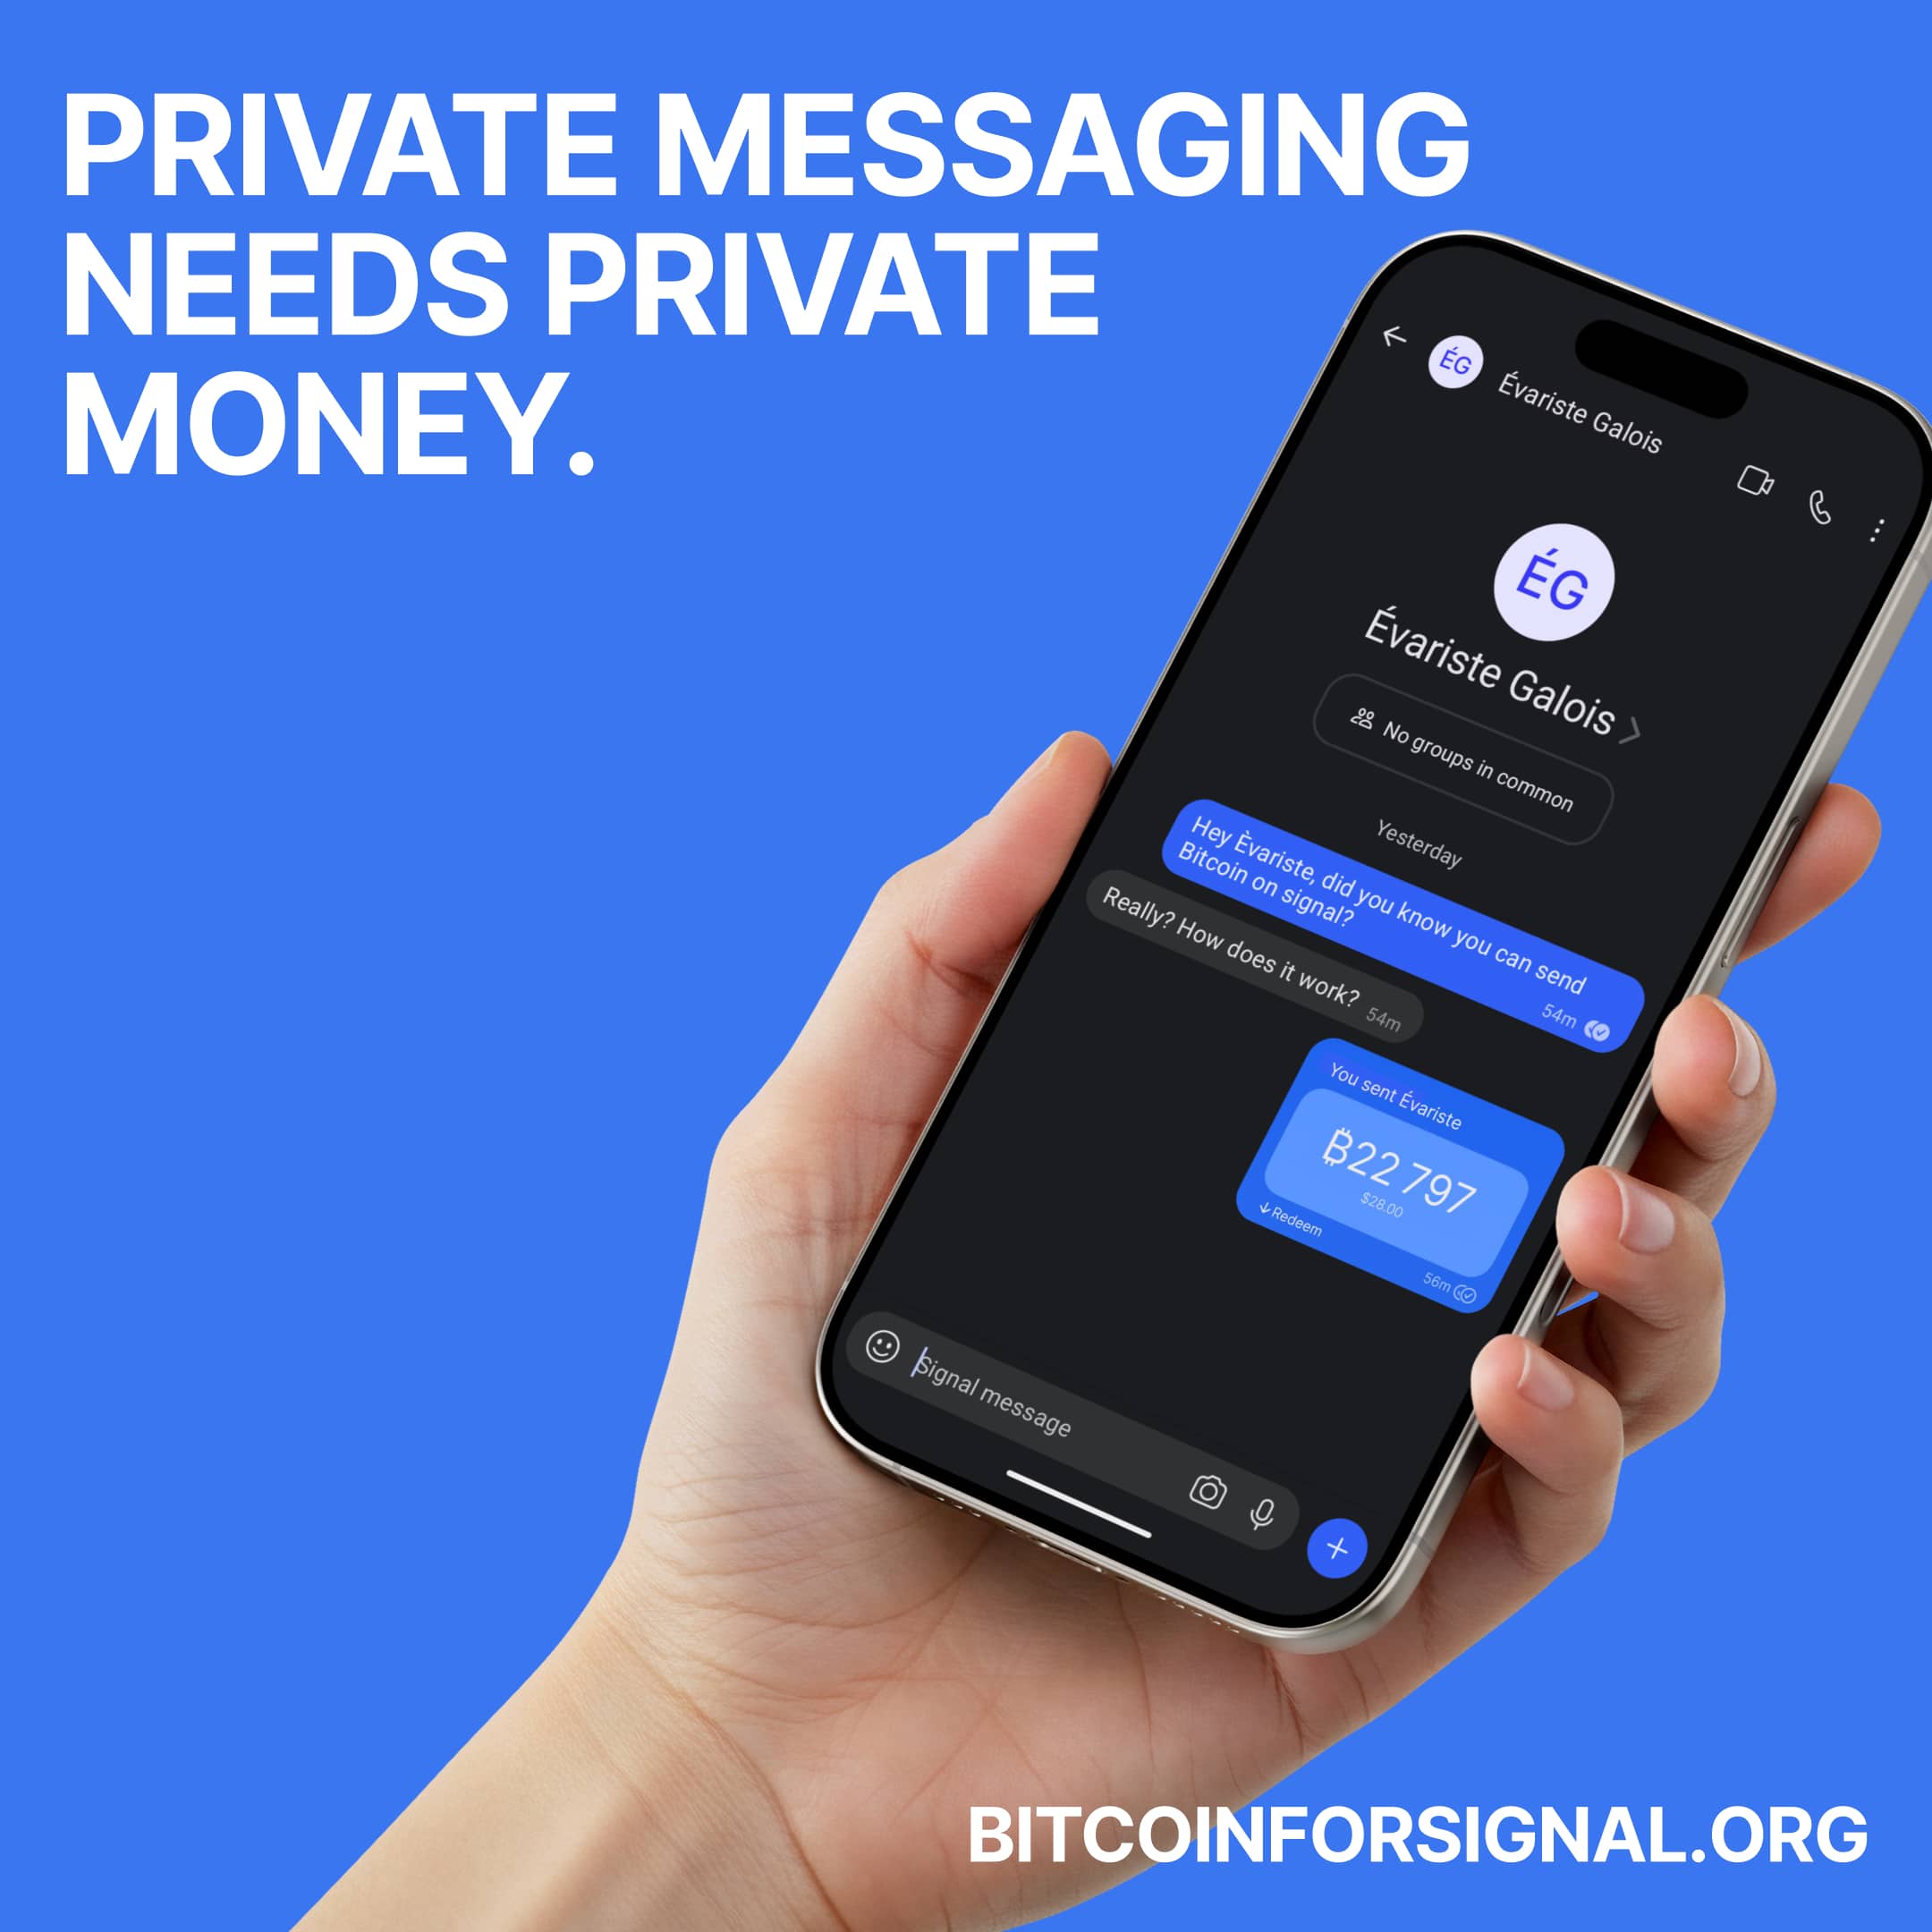 PRIVATE MESSAGING
NEEDS PRIVATE
MONEY.
ÉG
Évariste Galois
ÉG
Évariste Galois
No groups in common
Yesterday
Hey Èvariste, did you know you can send
Bitcoin on signal?
54m
Really? How does it work?
54m
You sent Évariste
₿22 797
$28.00
Redeem
56m
Signal message
BITCOINFORSIGNAL.ORG